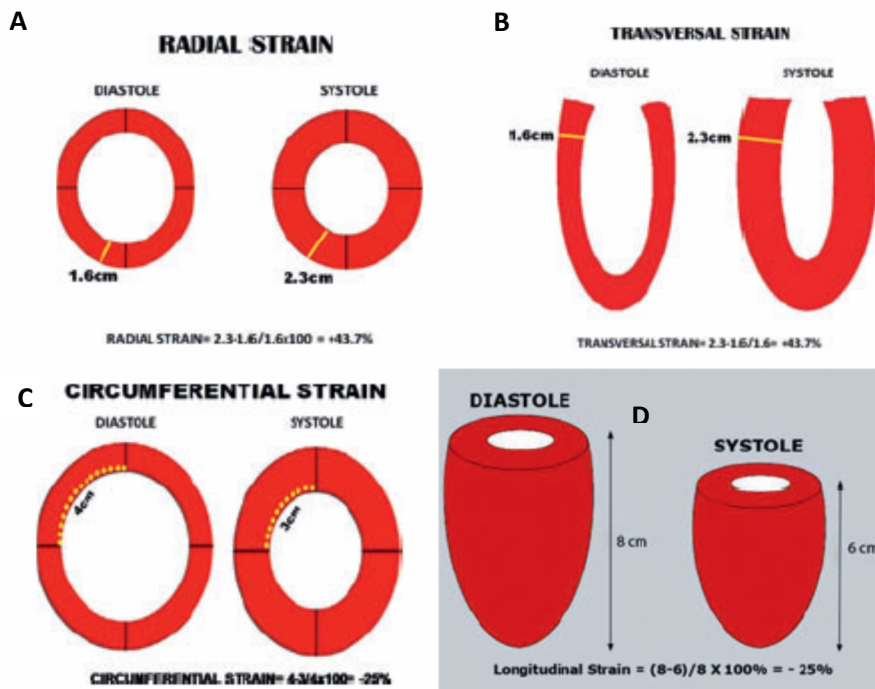 A
RADIAL STRAIN
DIASTOLE SYSTOLE
1.6cm 2.3cm
RADIAL STRAIN= 2.3-1.6/1.6x100 = +43.7%
B
TRANSVERSAL STRAIN
DIASTOLE SYSTOLE
1.6cm 2.3cm
TRANSVERSAL STRAIN= 2.3-1.6/1.6= +43.7%
C
CIRCUMFERENTIAL STRAIN
DIASTOLE SYSTOLE
4cm 3cm
CIRCUMFERENTIAL STRAIN= 4-3/4x100= -25%
D
DIASTOLE
SYSTOLE
8 cm
6 cm
Longitudinal Strain = (8-6)/8 X 100% = - 25%